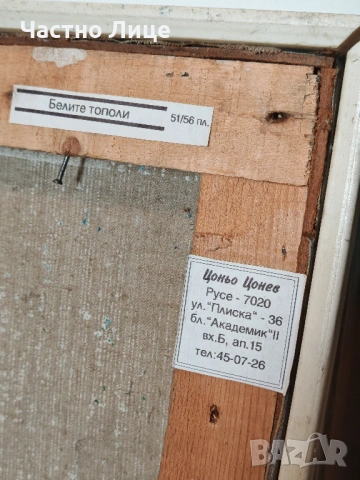 Частно Лице
Белите тополи
51/56 пл.
Цоньо Цонев
Русе - 7020
ул."Плиска" - 36
бл."Академик"II
вх.Б, ап.15
тел:45-07-26
BAZAR